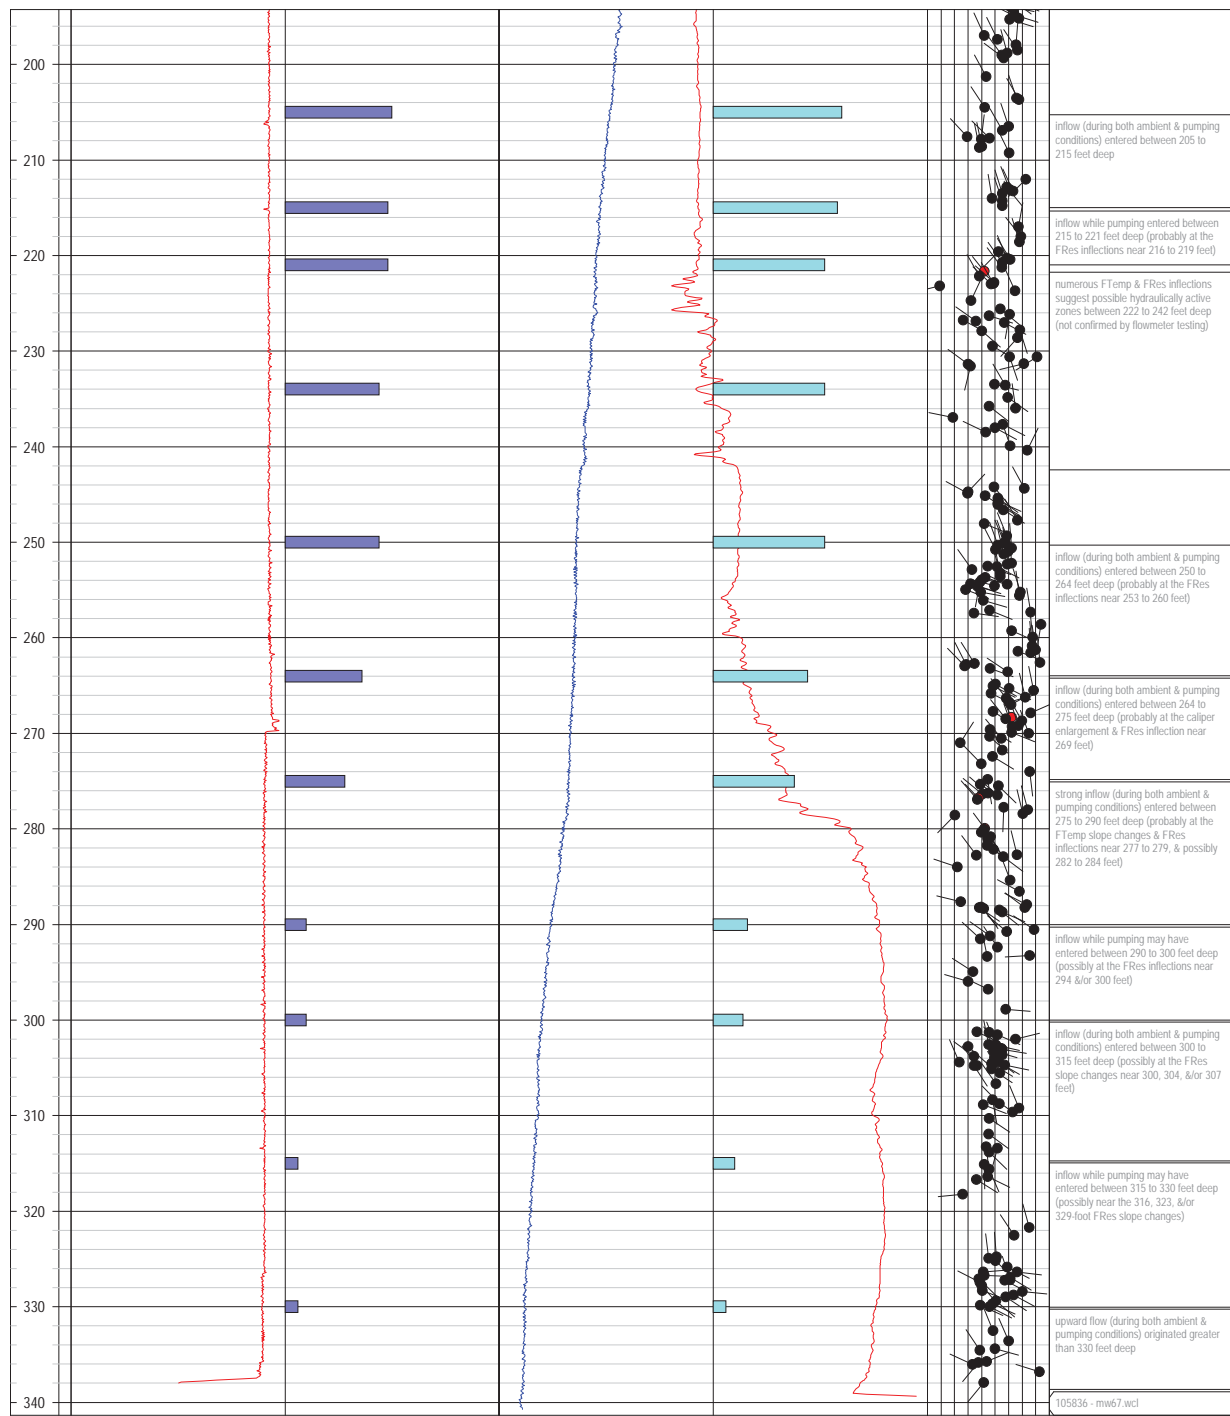 200
210
220
230
240
250
260
270
280
290
300
310
320
330
340
inflow (during both ambient & pumping
conditions) entered between 205 to
215 feet deep
inflow while pumping entered between
215 to 221 feet deep (probably at the
FRes inflections near 216 to 219 feet)
numerous FTemp & FRes inflections
suggest possible hydraulically active
zones between 222 to 242 feet deep
(not confirmed by flowmeter testing)
inflow (during both ambient & pumping
conditions) entered between 250 to
264 feet deep (probably at the FRes
inflections near 253 to 260 feet)
inflow (during both ambient & pumping
conditions) entered between 264 to
275 feet deep (probably at the caliper
enlargement & FRes inflection near
269 feet)
strong inflow (during both ambient &
pumping conditions) entered between
275 to 290 feet deep (probably at the
FTemp slope changes & FRes
inflections near 277 to 279, & possibly
282 to 284 feet)
inflow while pumping may have
entered between 290 to 300 feet deep
(possibly at the FRes inflections near
294 &/or 300 feet)
inflow (during both ambient & pumping
conditions) entered between 300 to
315 feet deep (possibly at the FRes
slope changes near 300, 304, &/or 307
feet)
inflow while pumping may have
entered between 315 to 330 feet deep
(possibly near the 316, 323, &/or
329-foot FRes slope changes)
upward flow (during both ambient &
pumping conditions) originated greater
than 330 feet deep
105836 - mw67.wcl